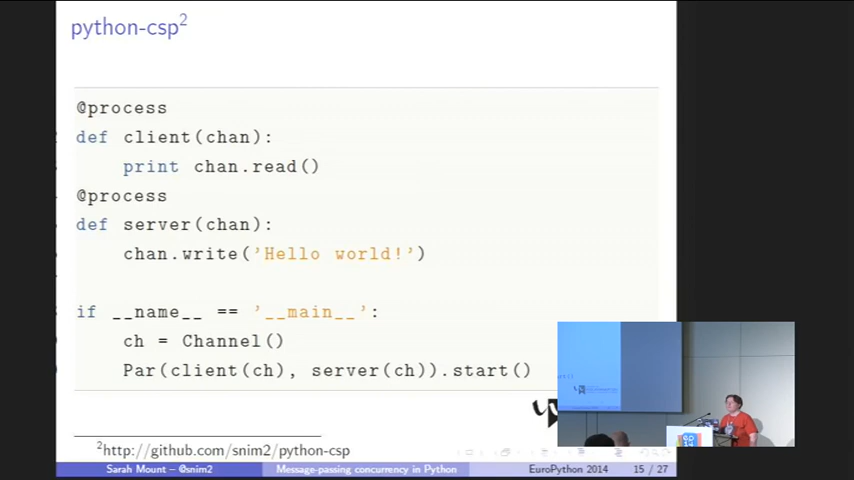 python-csp2
@process
def client(chan):
print chan.read()
@process
def server(chan):
chan.write('Hello world!')
if __name__ == '__main__':
ch = Channel()
Par(client(ch), server(ch)).start()
2http://github.com/snim2/python-csp
Sarah Mount – @snim2 Message-passing concurrency in Python EuroPython 2014 15 / 27